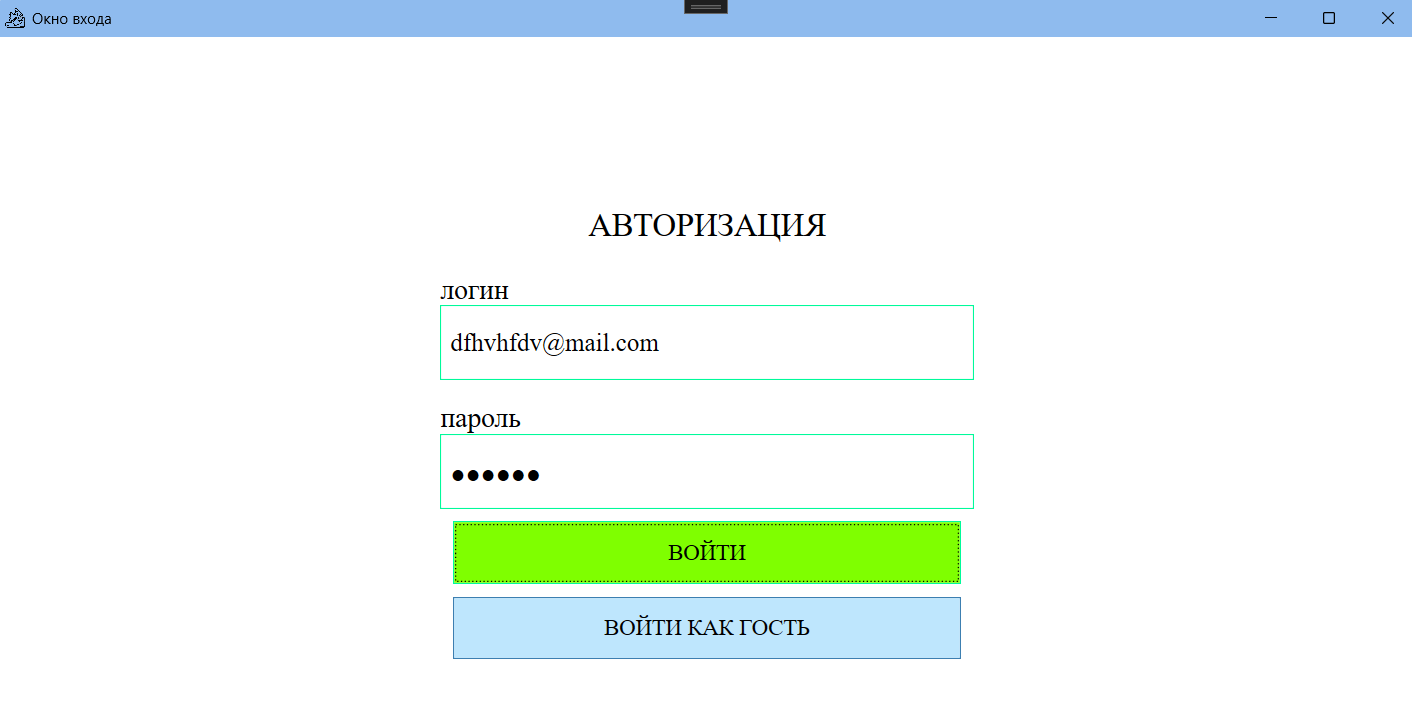 Окно входа
АВТОРИЗАЦИЯ
логин
dfhvhfdv@mail.com
пароль
●●●●●●
ВОЙТИ
ВОЙТИ КАК ГОСТЬ